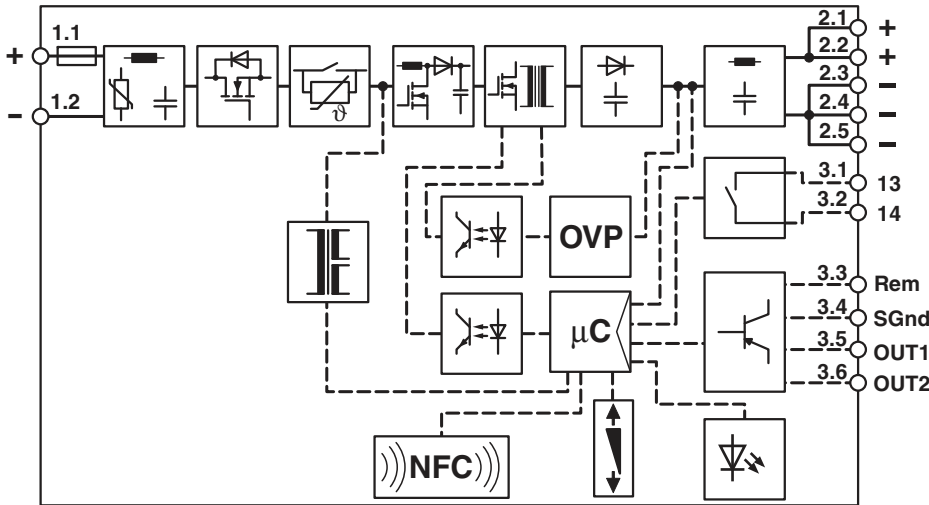 1.1
+
1.2
−
ϑ
2.1
+
2.2
+
2.3
−
2.4
−
2.5
−
3.1
13
3.2
14
OVP
μC
3.3
Rem
3.4
SGnd
3.5
OUT1
3.6
OUT2
NFC